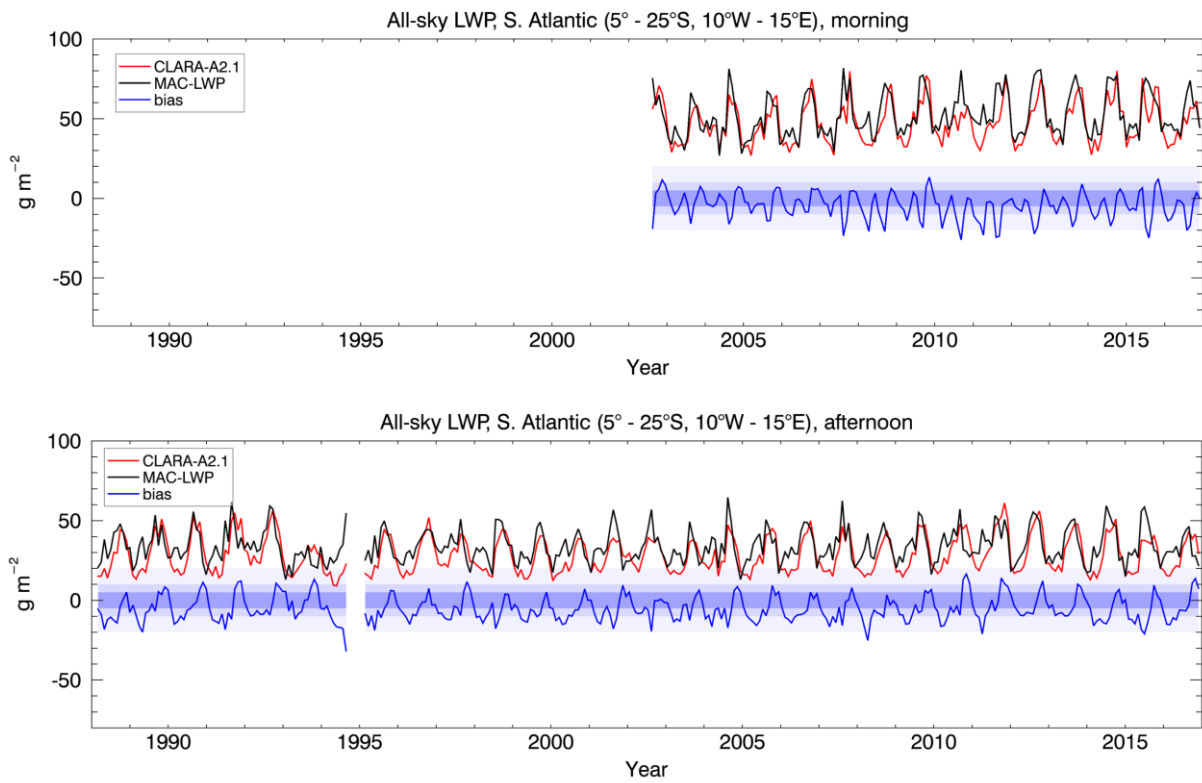 All-sky LWP, S. Atlantic (5° - 25°S, 10°W - 15°E), morning
100
CLARA-A2.1
MAC-LWP
bias
50
0
-50
g m⁻²
1990 1995 2000 2005 2010 2015
Year
All-sky LWP, S. Atlantic (5° - 25°S, 10°W - 15°E), afternoon
100
CLARA-A2.1
MAC-LWP
bias
50
0
-50
g m⁻²
1990 1995 2000 2005 2010 2015
Year